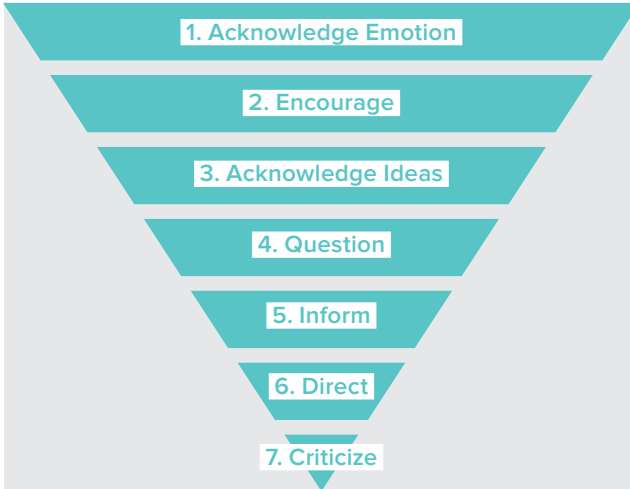 1. Acknowledge Emotion
2. Encourage
3. Acknowledge Ideas
4. Question
5. Inform
6. Direct
7. Criticize